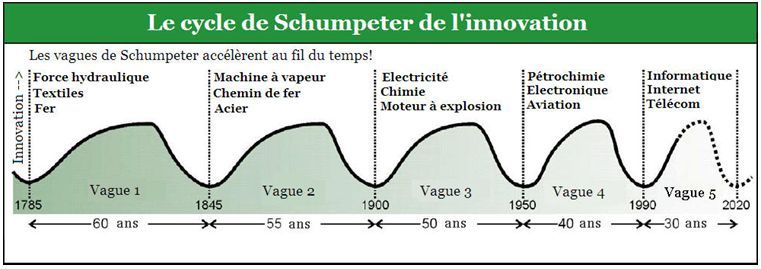 Le cycle de Schumpeter de l'innovation
Les vagues de Schumpeter accélèrent au fil du temps!
Innovation -->
Force hydraulique
Textiles
Fer
Machine à vapeur
Chemin de fer
Acier
Electricité
Chimie
Moteur à explosion
Pétrochimie
Electronique
Aviation
Informatique
Internet
Télécom
Vague 1
Vague 2
Vague 3
Vague 4
Vague 5
1785
1845
1900
1950
1990
2020
60 ans
55 ans
50 ans
40 ans
30 ans